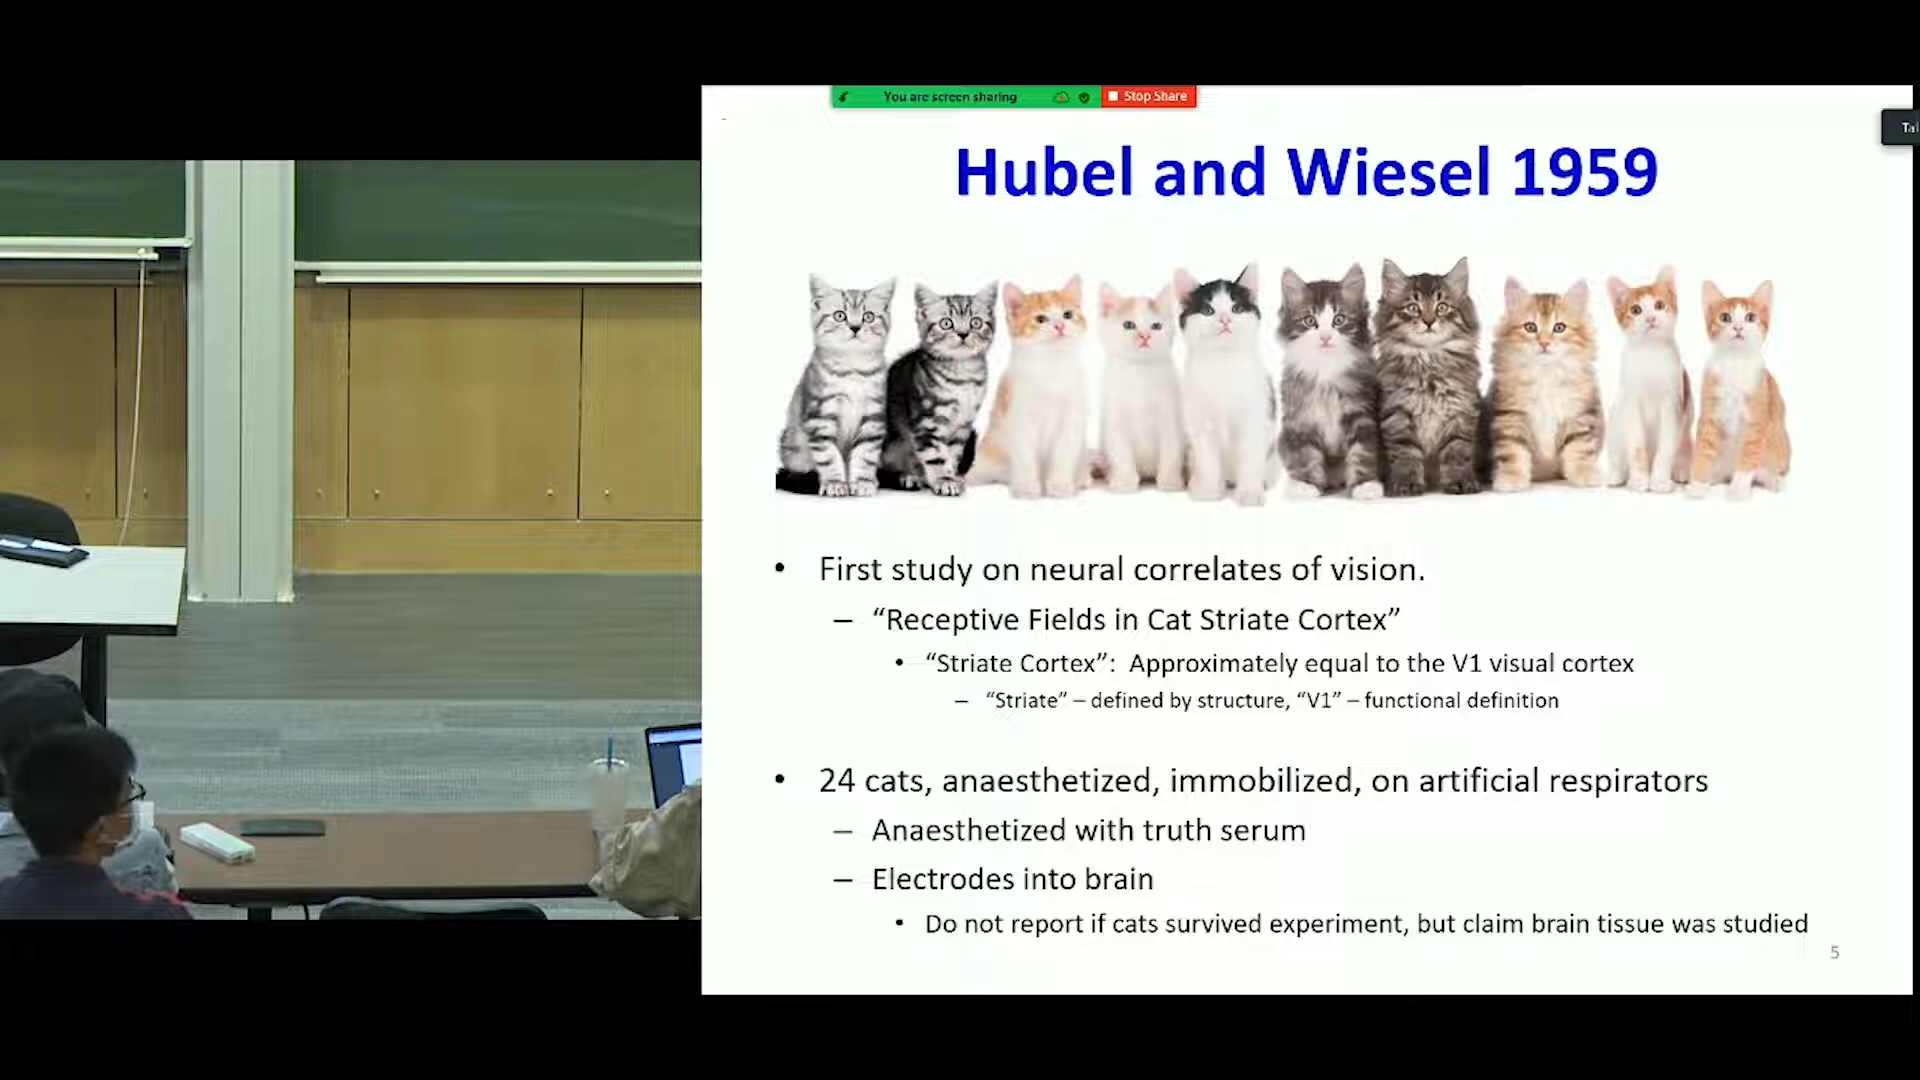 You are screen sharing
Stop Share
Tal
Hubel and Wiesel 1959
• First study on neural correlates of vision.
– “Receptive Fields in Cat Striate Cortex”
• “Striate Cortex”: Approximately equal to the V1 visual cortex
– “Striate” – defined by structure, “V1” – functional definition
• 24 cats, anaesthetized, immobilized, on artificial respirators
– Anaesthetized with truth serum
– Electrodes into brain
• Do not report if cats survived experiment, but claim brain tissue was studied
5